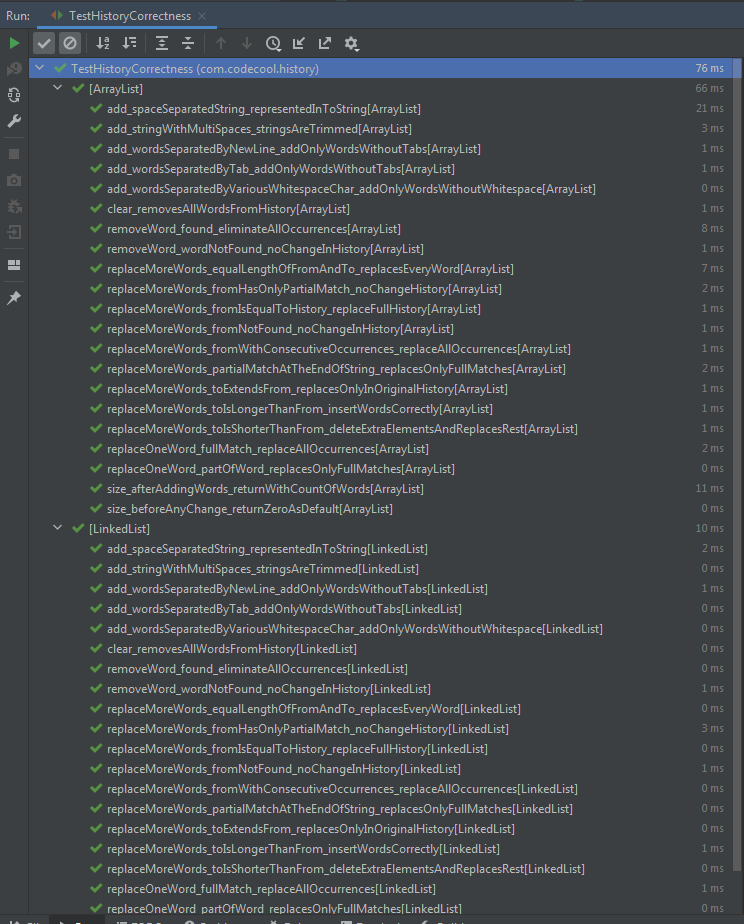 Run: TestHistoryCorrectness
TestHistoryCorrectness (com.codecool.history) 76 ms
[ArrayList] 66 ms
add_spaceSeparatedString_representedInToString[ArrayList] 21 ms
add_stringWithMultiSpaces_stringsAreTrimmed[ArrayList] 3 ms
add_wordsSeparatedByNewLine_addOnlyWordsWithoutTabs[ArrayList] 1 ms
add_wordsSeparatedByTab_addOnlyWordsWithoutTabs[ArrayList] 1 ms
add_wordsSeparatedByVariousWhitespaceChar_addOnlyWordsWithoutWhitespace[ArrayList] 0 ms
clear_removesAllWordsFromHistory[ArrayList] 1 ms
removeWord_found_eliminateAllOccurrences[ArrayList] 8 ms
removeWord_wordNotFound_noChangeInHistory[ArrayList] 1 ms
replaceMoreWords_equalLengthOfFromAndTo_replacesEveryWord[ArrayList] 7 ms
replaceMoreWords_fromHasOnlyPartialMatch_noChangeHistory[ArrayList] 2 ms
replaceMoreWords_fromIsEqualToHistory_replaceFullHistory[ArrayList] 1 ms
replaceMoreWords_fromNotFound_noChangeInHistory[ArrayList] 1 ms
replaceMoreWords_fromWithConsecutiveOccurrences_replaceAllOccurrences[ArrayList] 1 ms
replaceMoreWords_partialMatchAtTheEndOfString_replacesOnlyFullMatches[ArrayList] 2 ms
replaceMoreWords_toExtendsFrom_replacesOnlyInOriginalHistory[ArrayList] 1 ms
replaceMoreWords_toIsLongerThanFrom_insertWordsCorrectly[ArrayList] 1 ms
replaceMoreWords_toIsShorterThanFrom_deleteExtraElementsAndReplacesRest[ArrayList] 1 ms
replaceOneWord_fullMatch_replaceAllOccurrences[ArrayList] 2 ms
replaceOneWord_partOfWord_replacesOnlyFullMatches[ArrayList] 0 ms
size_afterAddingWords_returnWithCountOfWords[ArrayList] 11 ms
size_beforeAnyChange_returnZeroAsDefault[ArrayList] 0 ms
[LinkedList] 10 ms
add_spaceSeparatedString_representedInToString[LinkedList] 2 ms
add_stringWithMultiSpaces_stringsAreTrimmed[LinkedList] 0 ms
add_wordsSeparatedByNewLine_addOnlyWordsWithoutTabs[LinkedList] 1 ms
add_wordsSeparatedByTab_addOnlyWordsWithoutTabs[LinkedList] 0 ms
add_wordsSeparatedByVariousWhitespaceChar_addOnlyWordsWithoutWhitespace[LinkedList] 0 ms
clear_removesAllWordsFromHistory[LinkedList] 0 ms
removeWord_found_eliminateAllOccurrences[LinkedList] 0 ms
removeWord_wordNotFound_noChangeInHistory[LinkedList] 1 ms
replaceMoreWords_equalLengthOfFromAndTo_replacesEveryWord[LinkedList] 0 ms
replaceMoreWords_fromHasOnlyPartialMatch_noChangeHistory[LinkedList] 3 ms
replaceMoreWords_fromIsEqualToHistory_replaceFullHistory[LinkedList] 0 ms
replaceMoreWords_fromNotFound_noChangeInHistory[LinkedList] 1 ms
replaceMoreWords_fromWithConsecutiveOccurrences_replaceAllOccurrences[LinkedList] 0 ms
replaceMoreWords_partialMatchAtTheEndOfString_replacesOnlyFullMatches[LinkedList] 0 ms
replaceMoreWords_toExtendsFrom_replacesOnlyInOriginalHistory[LinkedList] 0 ms
replaceMoreWords_toIsLongerThanFrom_insertWordsCorrectly[LinkedList] 1 ms
replaceMoreWords_toIsShorterThanFrom_deleteExtraElementsAndReplacesRest[LinkedList] 0 ms
replaceOneWord_fullMatch_replaceAllOccurrences[LinkedList] 1 ms
replaceOneWord_partOfWord_replacesOnlyFullMatches[LinkedList] 0 ms